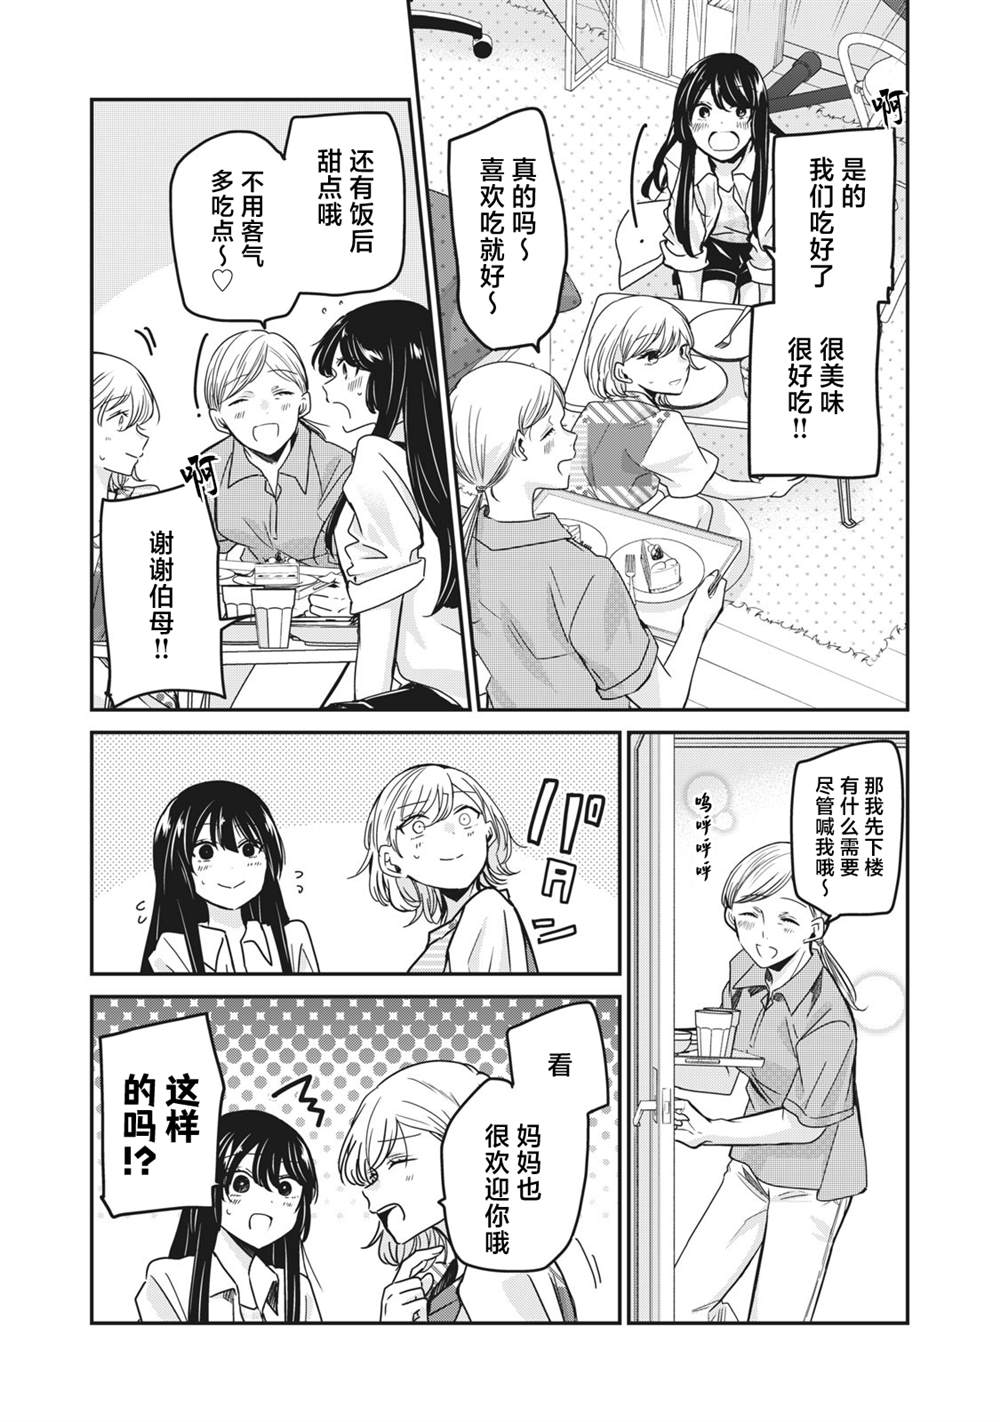 啊
是的
我们吃好了
很美味
很好吃!!
真的吗~
喜欢吃就好~
还有饭后
甜点哦
不用客气
多吃点~♡
啊
谢谢伯母!!
那我先下楼
有什么需要
尽管喊我哦~
呜呼呼呼
パタン
看
妈妈也
很欢迎你哦
这样
的吗!?